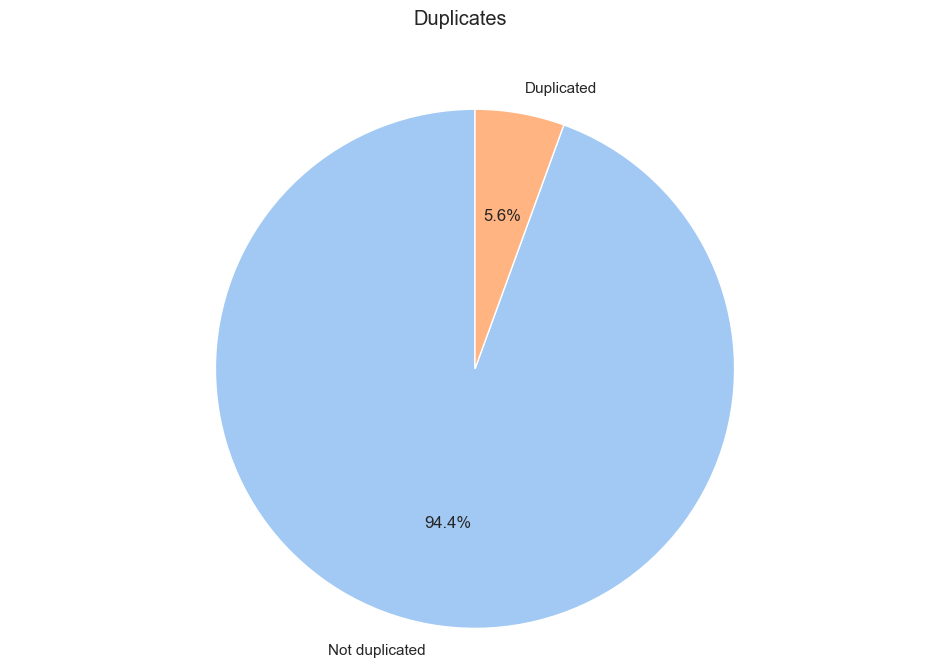 Duplicates
Duplicated
5.6%
94.4%
Not duplicated